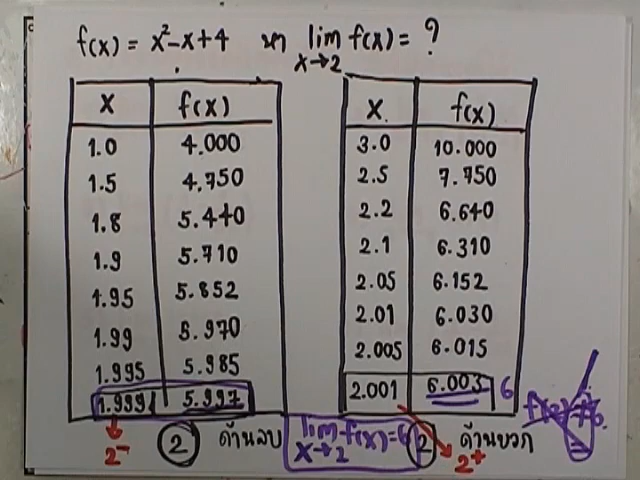 f(x) = x²-x+4 หา lim f(x) = ?
x→2
x f(x)
1.0 4.000
1.5 4.750
1.8 5.440
1.9 5.710
1.95 5.852
1.99 5.970
1.995 5.985
1.999 5.997
2⁻ 2 ด้านลบ
x f(x)
3.0 10.000
2.5 7.750
2.2 6.640
2.1 6.310
2.05 6.152
2.01 6.030
2.005 6.015
2.001 6.003 6
2 ด้านบวก
2⁺
lim f(x)=6
x→2